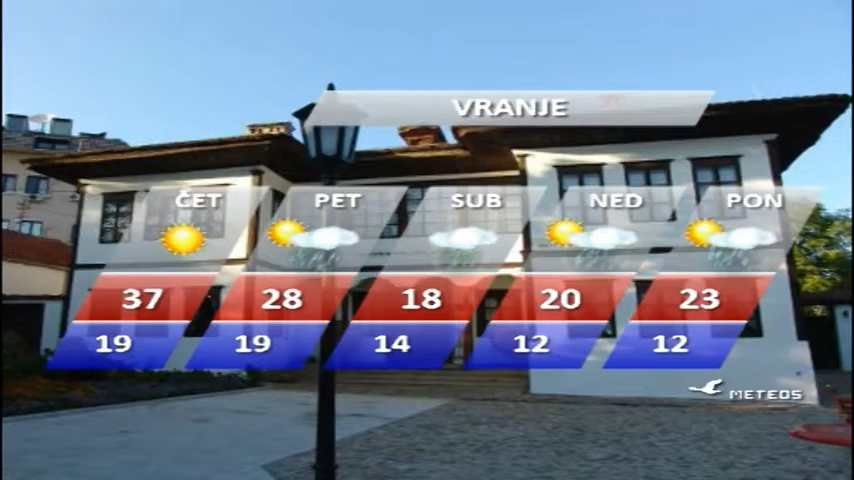 VRANJE
ČET PET SUB NED PON
37 28 18 20 23
19 19 14 12 12
METEOS